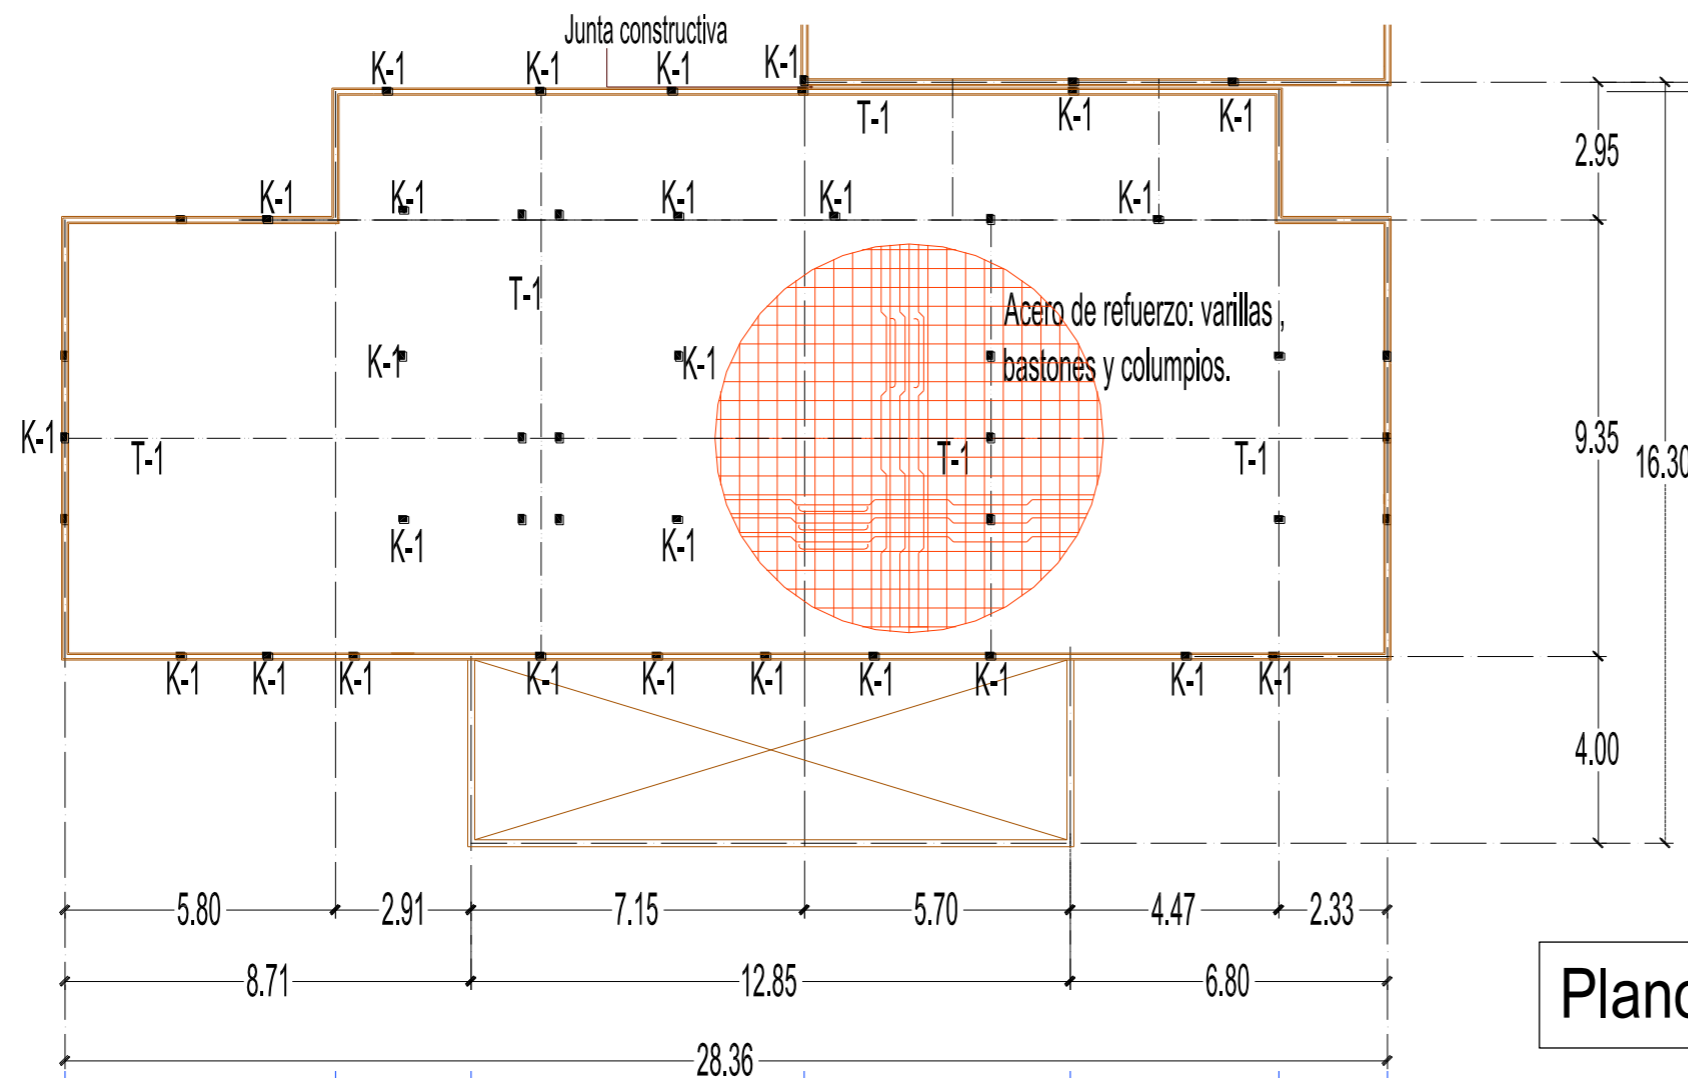 Junta constructiva
K-1
K-1
K-1
K-1
T-1
K-1
K-1
2.95
K-1
K-1
K-1
K-1
K-1
T-1
Acero de refuerzo: varillas ,
bastones y columpios.
K-1
K-1
K-1
T-1
T-1
T-1
9.35
16.30
K-1
K-1
K-1
K-1
K-1
K-1
K-1
K-1
K-1
K-1
K-1
K-1
4.00
5.80
2.91
7.15
5.70
4.47
2.33
8.71
12.85
6.80
Plano
28.36